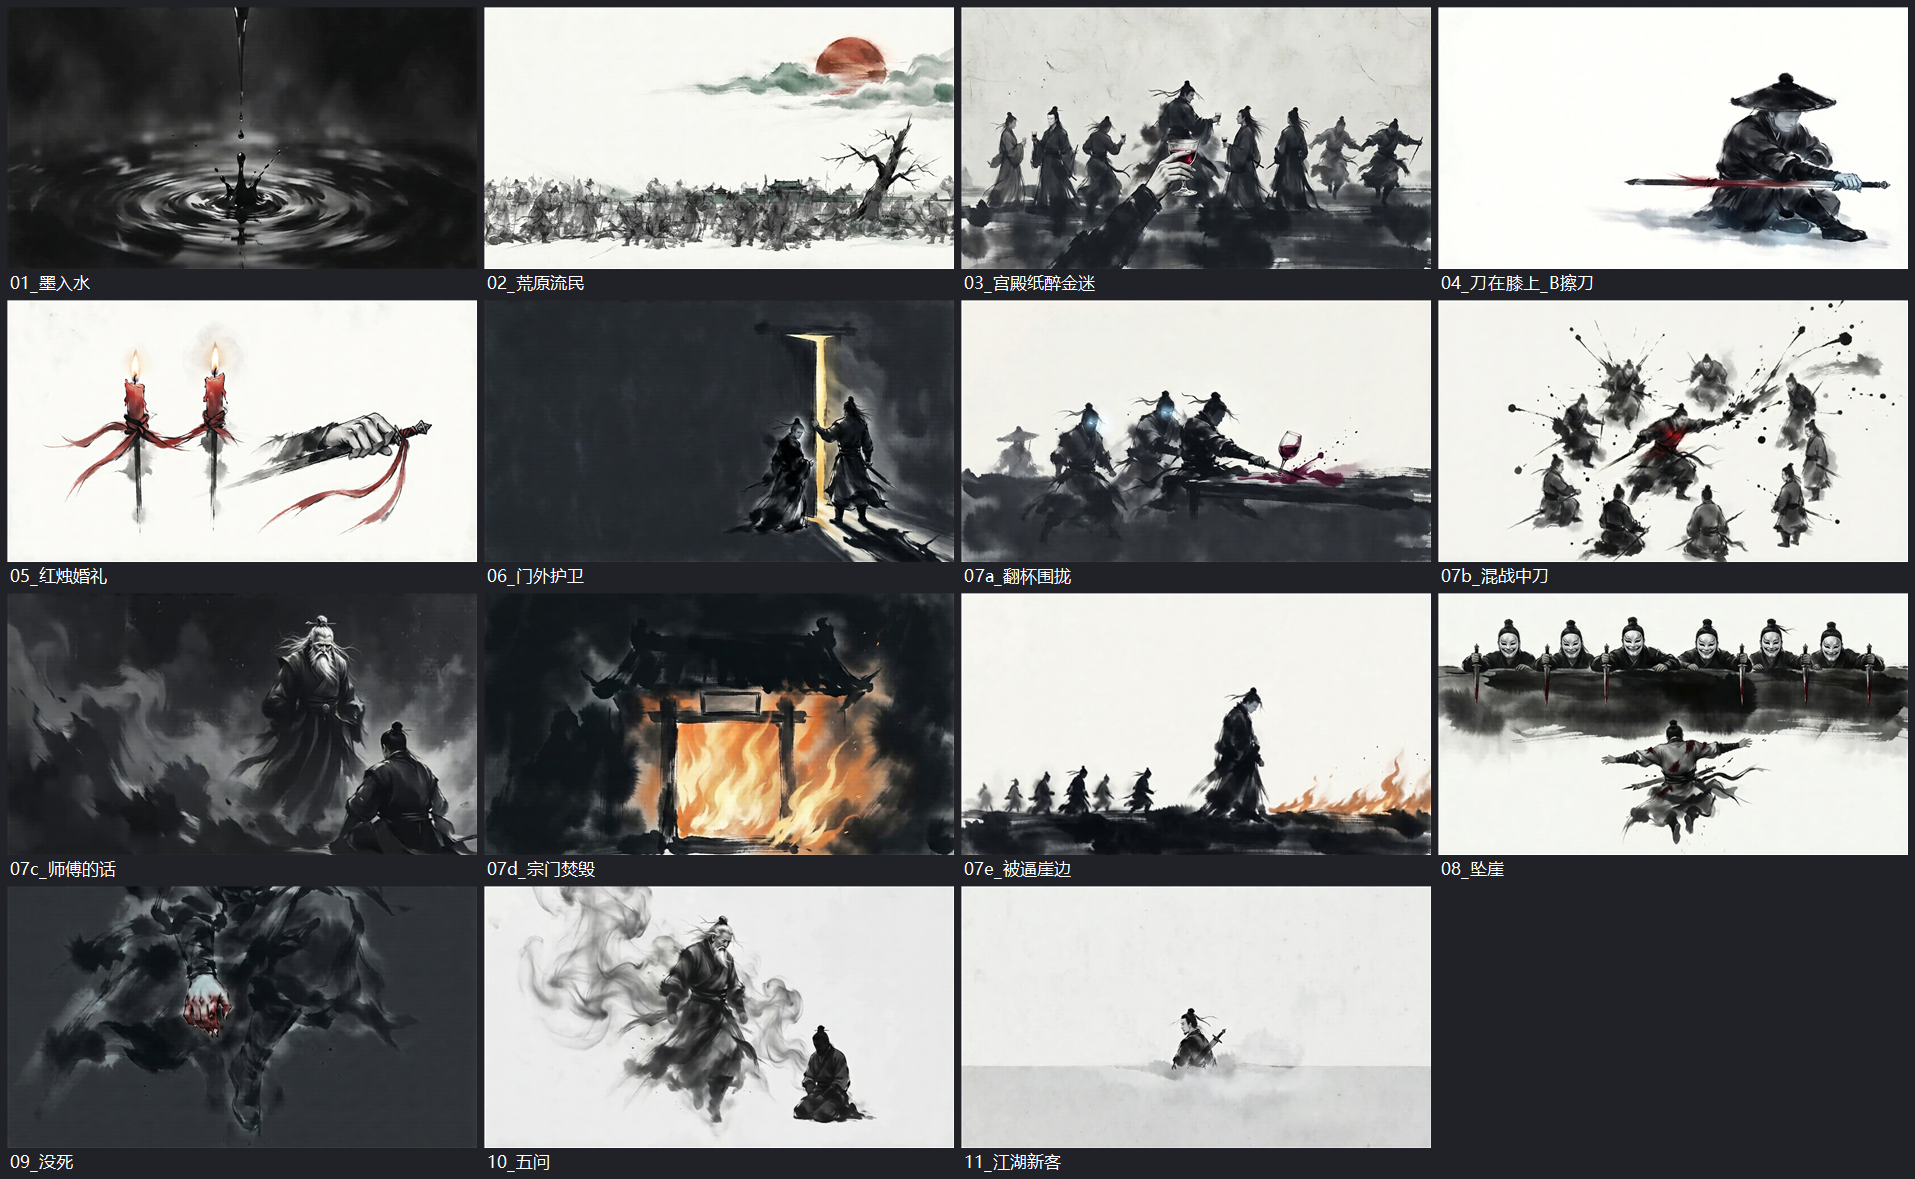 01_墨入水
02_荒原流民
03_宫殿纸醉金迷
04_刀在膝上_B擦刀
05_红烛婚礼
06_门外护卫
07a_翻杯围拢
07b_混战中刀
07c_师傅的话
07d_宗门焚毁
07e_被逼崖边
08_坠崖
09_没死
10_五问
11_江湖新客